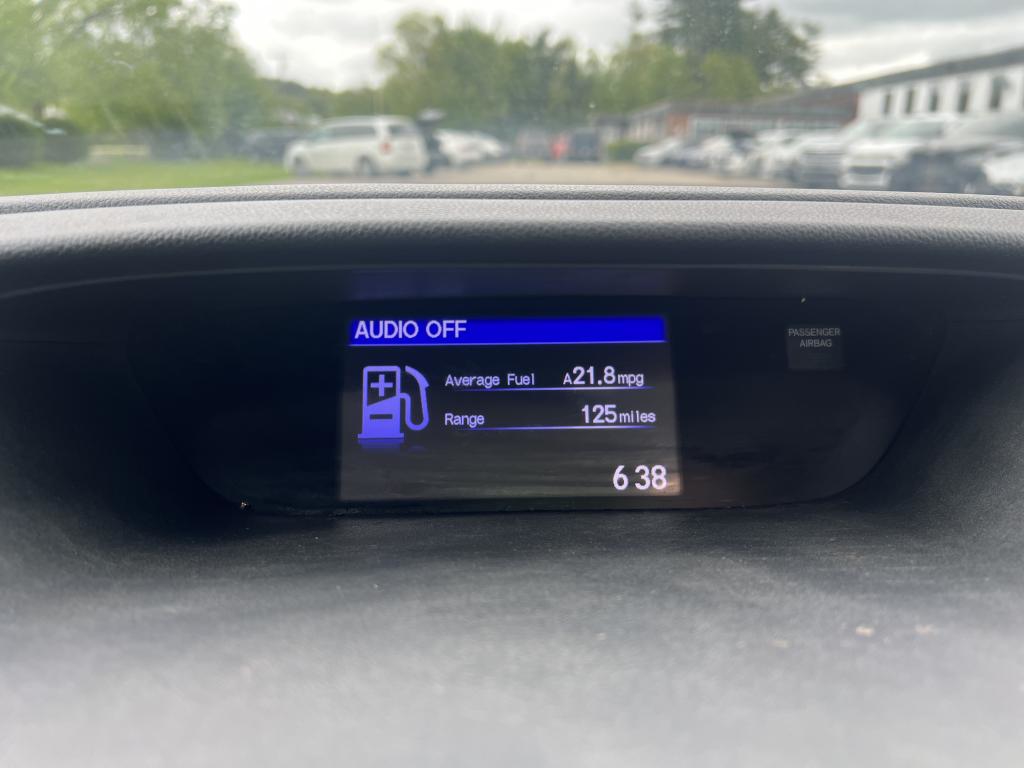 AUDIO OFF
PASSENGER
AIRBAG
Average Fuel A21.8mpg
Range 125miles
6 38